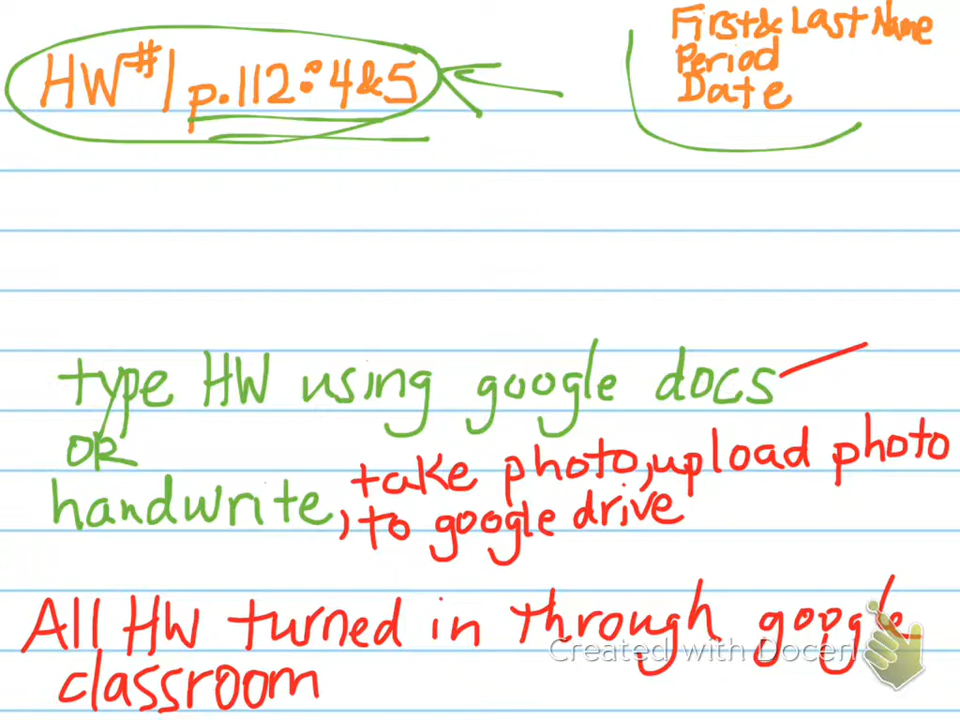 First & Last Name
Period
Date
HW #1 p.112: 4&5
type HW using google docs
OR
handwrite, take photo, upload photo
, to google drive
All HW turned in through google
classroom
Created with Doceri